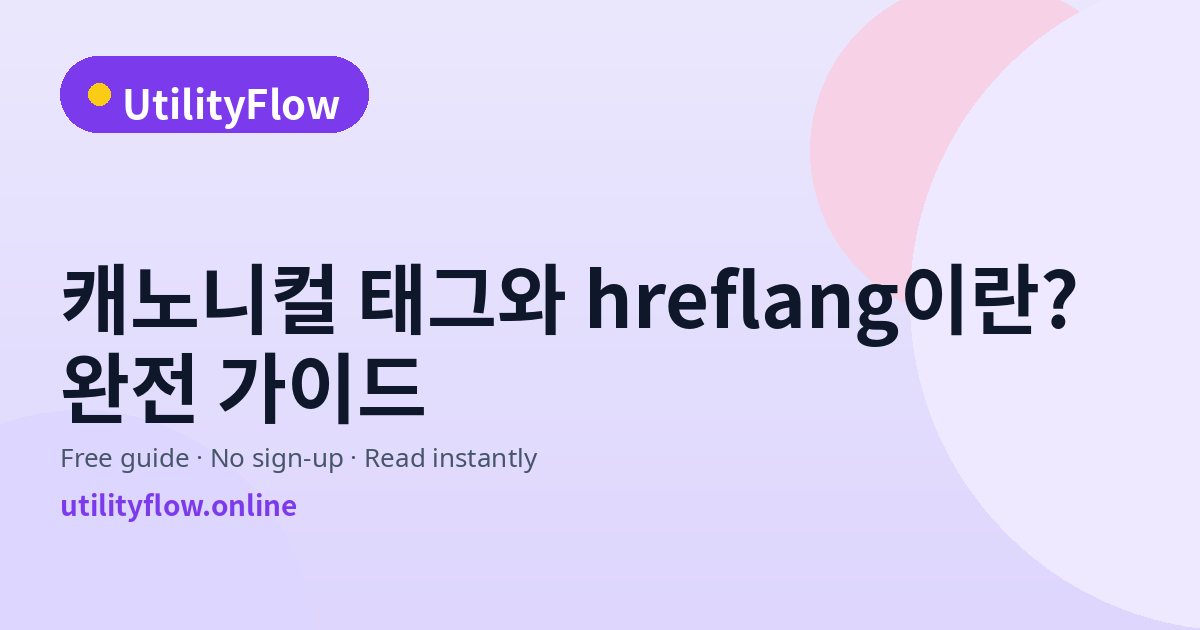 UtilityFlow
캐노니컬 태그와 hreflang이란?
완전 가이드
Free guide · No sign-up · Read instantly
utilityflow.online